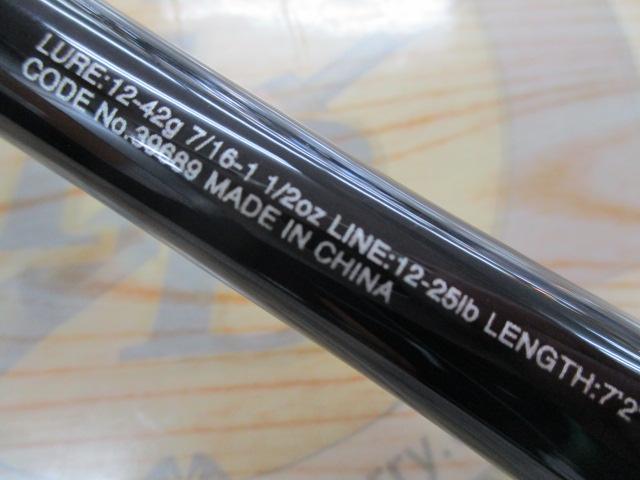 LURE:12-42g 7/16-1 1/2oz LINE:12-25lb LENGTH:7'2"
CODE No.39689 MADE IN CHINA